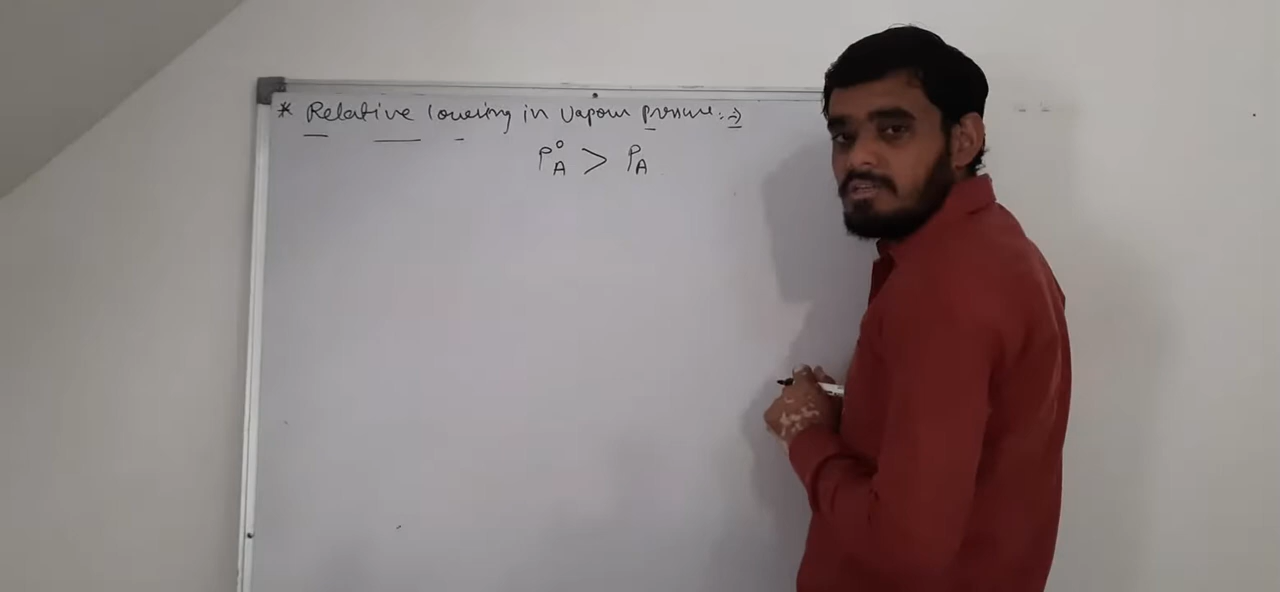 * Relative lowering in vapour pressure :→
P°A > PA